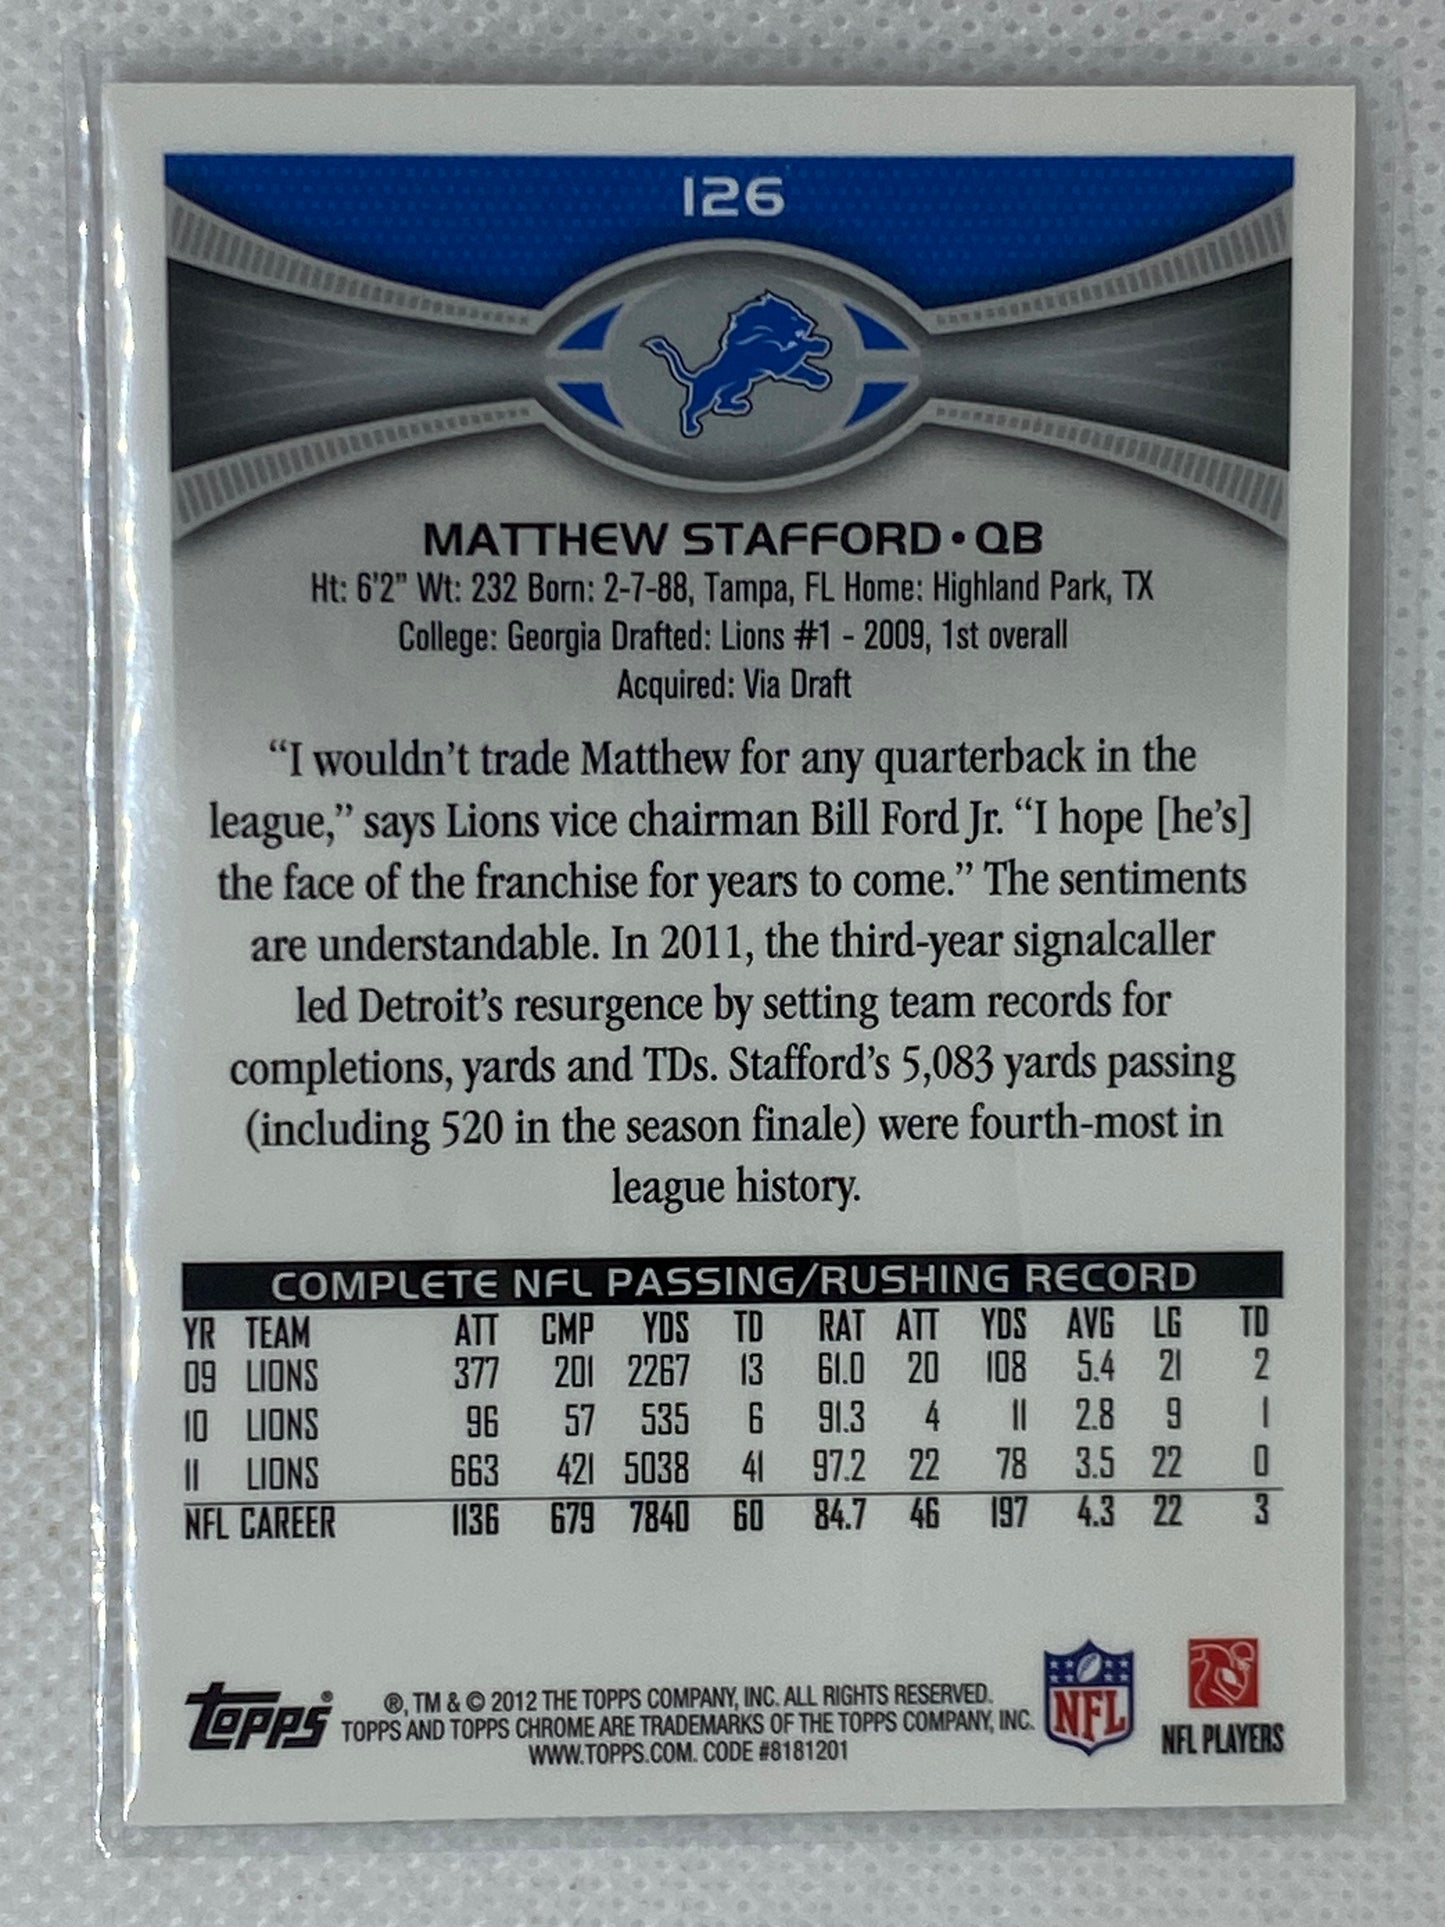 126
MATTHEW STAFFORD • QB
Ht: 6'2" Wt: 232 Born: 2-7-88, Tampa, FL Home: Highland Park, TX
College: Georgia Drafted: Lions #1 - 2009, 1st overall
Acquired: Via Draft
“I wouldn’t trade Matthew for any quarterback in the
league,” says Lions vice chairman Bill Ford Jr. “I hope [he’s]
the face of the franchise for years to come.” The sentiments
are understandable. In 2011, the third-year signalcaller
led Detroit’s resurgence by setting team records for
completions, yards and TDs. Stafford’s 5,083 yards passing
(including 520 in the season finale) were fourth-most in
league history.
COMPLETE NFL PASSING/RUSHING RECORD
YR TEAM ATT CMP YDS TD RAT ATT YDS AVG LG TD
09 LIONS 377 201 2267 13 61.0 20 108 5.4 21 2
10 LIONS 96 57 535 6 91.3 4 11 2.8 9 1
11 LIONS 663 421 5038 41 97.2 22 78 3.5 22 0
NFL CAREER 1136 679 7840 60 84.7 46 197 4.3 22 3
topps® ®, TM & © 2012 THE TOPPS COMPANY, INC. ALL RIGHTS RESERVED.
TOPPS AND TOPPS CHROME ARE TRADEMARKS OF THE TOPPS COMPANY, INC.
WWW.TOPPS.COM. CODE #8181201
NFL
NFL PLAYERS